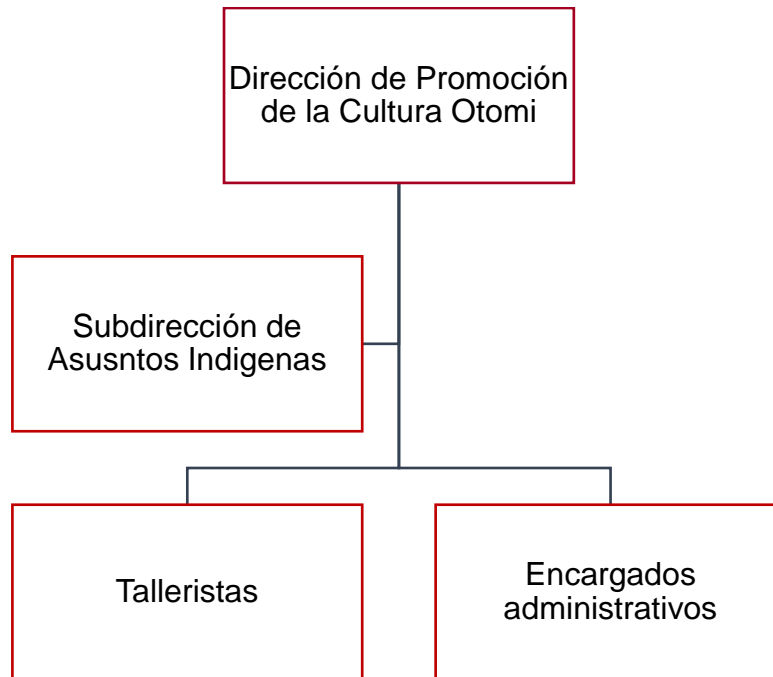 Dirección de Promoción
de la Cultura Otomi
Subdirección de
Asusntos Indigenas
Talleristas
Encargados
administrativos